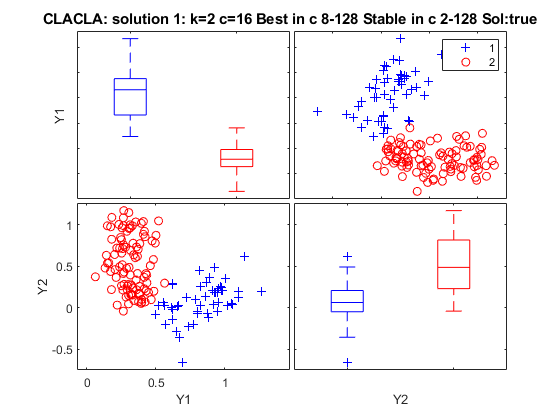 CLACLA: solution 1: k=2 c=16 Best in c 8-128 Stable in c 2-128 Sol:true
Y1
1
2
Y2
1
0.5
0
-0.5
0
0.5
1
Y1
Y2